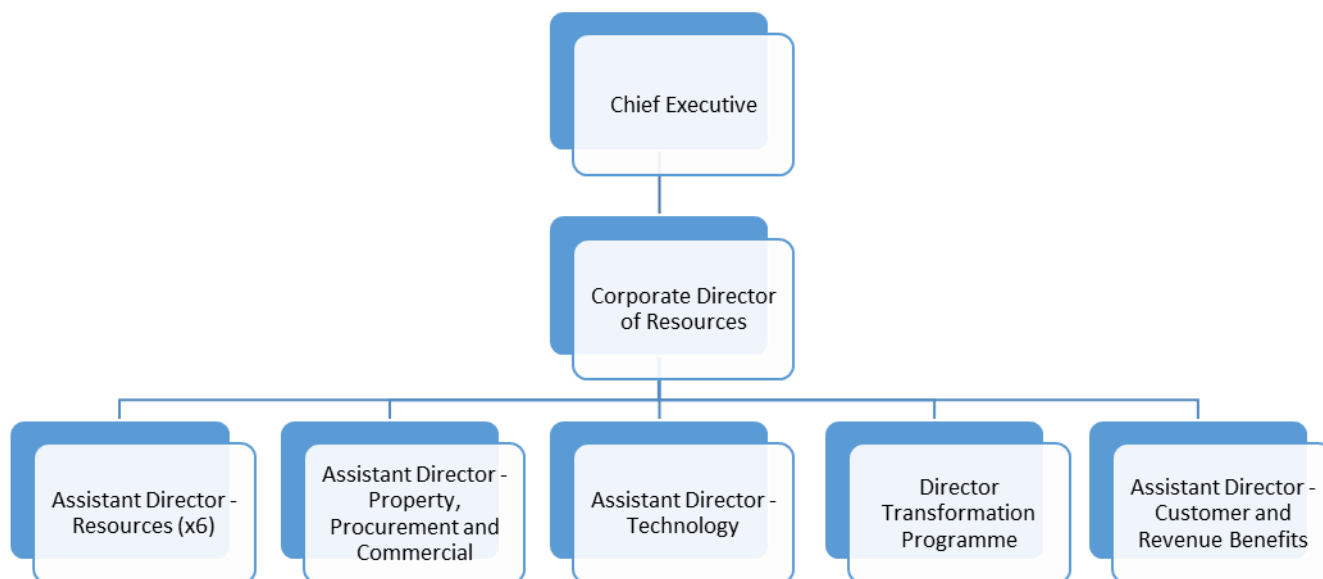 Chief Executive
Corporate Director
of Resources
Assistant Director -
Resources (x6)
Assistant Director -
Property,
Procurement and
Commercial
Assistant Director -
Technology
Director
Transformation
Programme
Assistant Director -
Customer and
Revenue Benefits